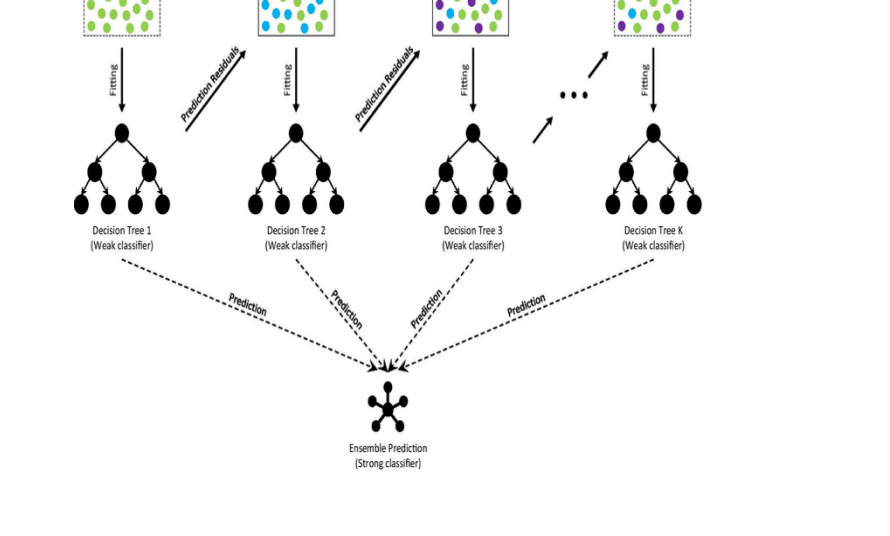 Fitting
Prediction Residuals
Fitting
Prediction Residuals
Fitting
Fitting
Decision Tree 1
(Weak classifier)
Decision Tree 2
(Weak classifier)
Decision Tree 3
(Weak classifier)
Decision Tree K
(Weak classifier)
Prediction
Prediction
Prediction
Prediction
Ensemble Prediction
(Strong classifier)